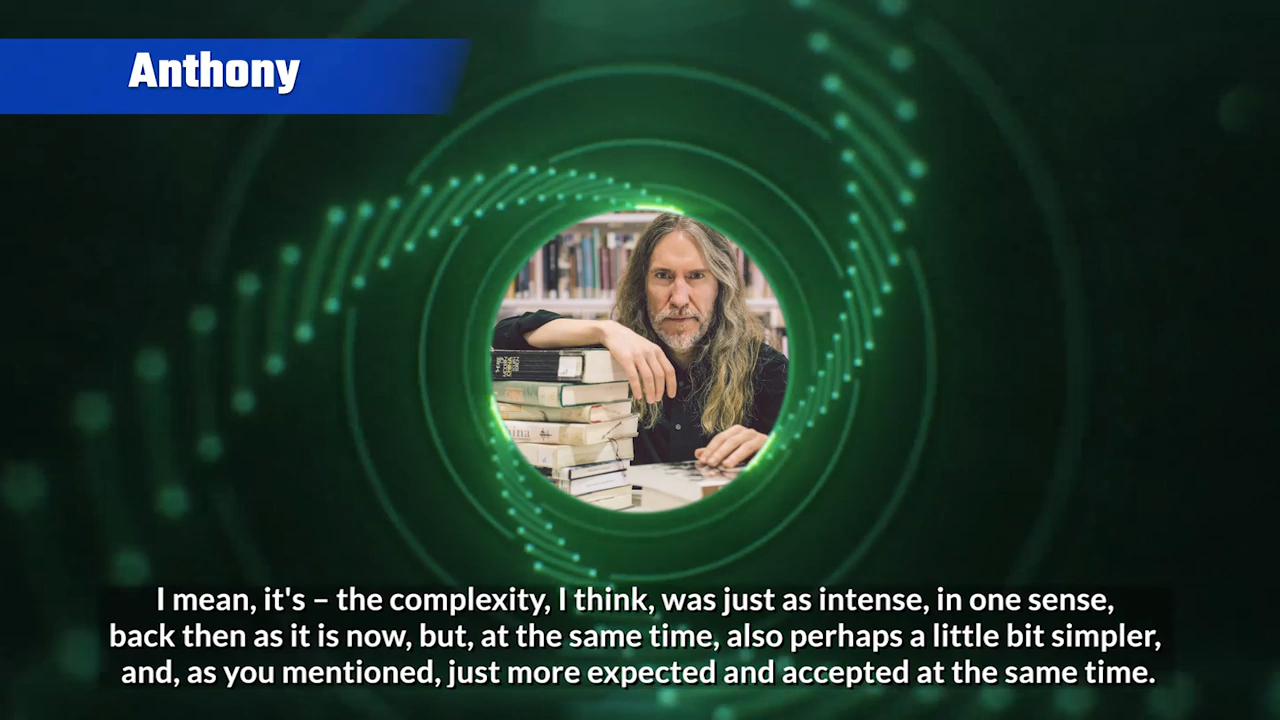 Anthony
china
I mean, it's – the complexity, I think, was just as intense, in one sense,
back then as it is now, but, at the same time, also perhaps a little bit simpler,
and, as you mentioned, just more expected and accepted at the same time.